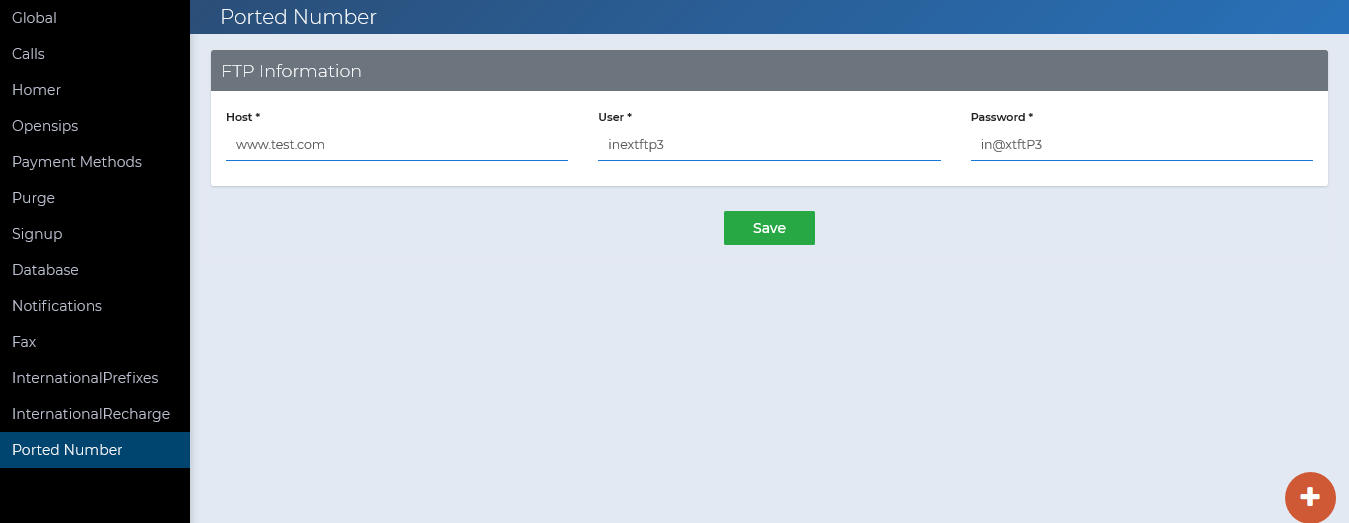 Global
Calls
Homer
Opensips
Payment Methods
Purge
Signup
Database
Notifications
Fax
InternationalPrefixes
InternationalRecharge
Ported Number
Ported Number
FTP Information
Host * User * Password *
www.test.com inextftp3 in@xtftP3
Save